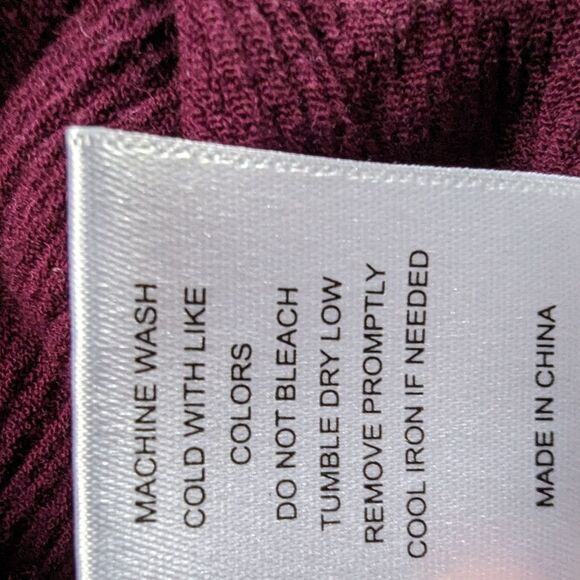 MACHINE WASH
COLD WITH LIKE
COLORS
DO NOT BLEACH
TUMBLE DRY LOW
REMOVE PROMPTLY
COOL IRON IF NEEDED
MADE IN CHINA